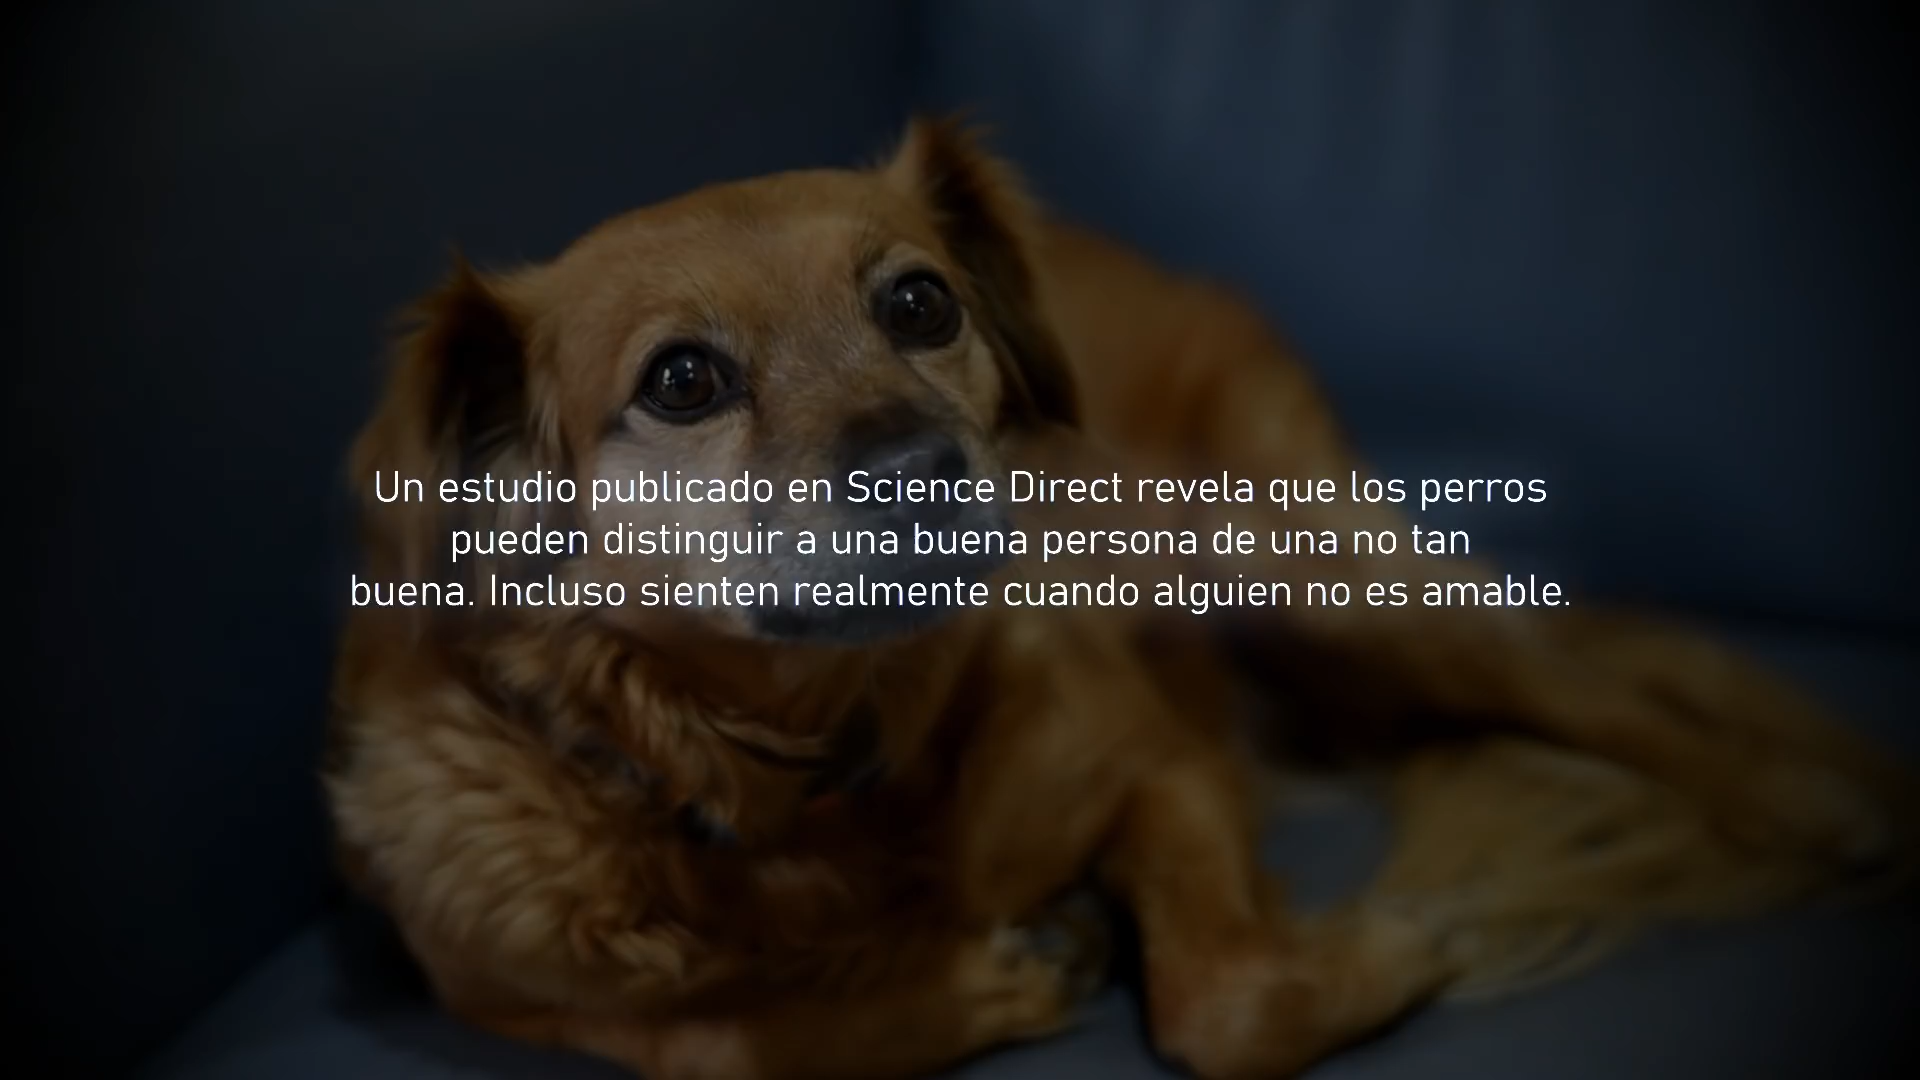 Un estudio publicado en Science Direct revela que los perros
pueden distinguir a una buena persona de una no tan
buena. Incluso sienten realmente cuando alguien no es amable.